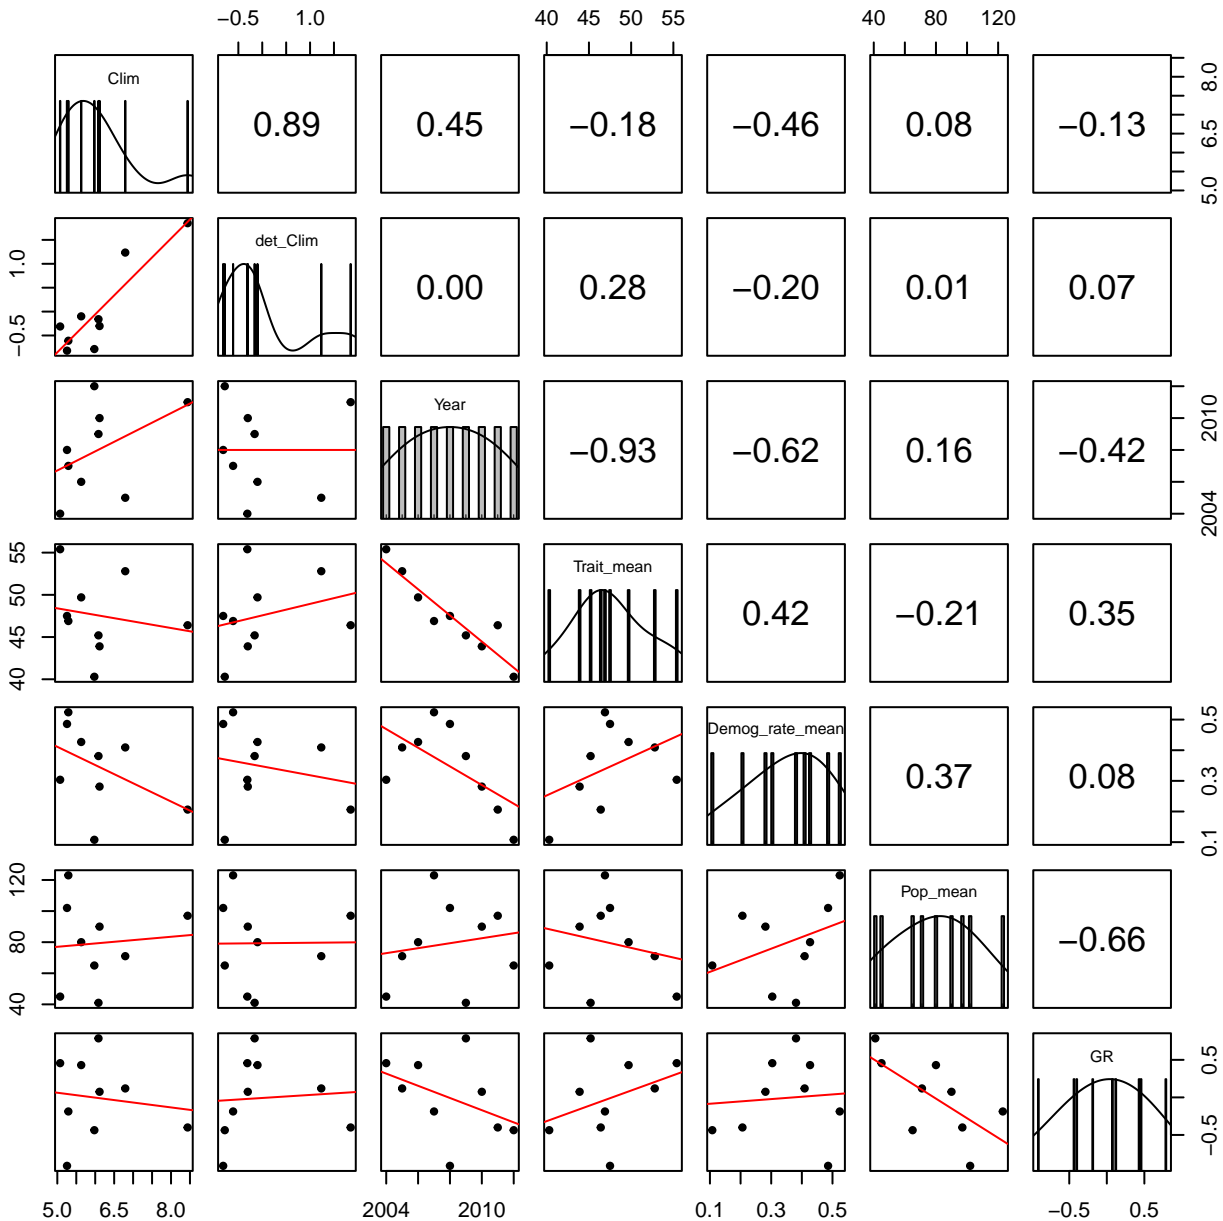 −0.5 1.0 40 45 50 55 40 80 120
Clim 0.89 0.45 −0.18 −0.46 0.08 −0.13 5.0 6.5 8.0
−0.5 1.0 det_Clim 0.00 0.28 −0.20 0.01 0.07
Year −0.93 −0.62 0.16 −0.42 2004 2010
40 45 50 55 Trait_mean 0.42 −0.21 0.35
Demog_rate_mean 0.37 0.08 0.1 0.3 0.5
40 80 120 Pop_mean −0.66
GR −0.5 0.5
5.0 6.5 8.0 2004 2010 0.1 0.3 0.5 −0.5 0.5